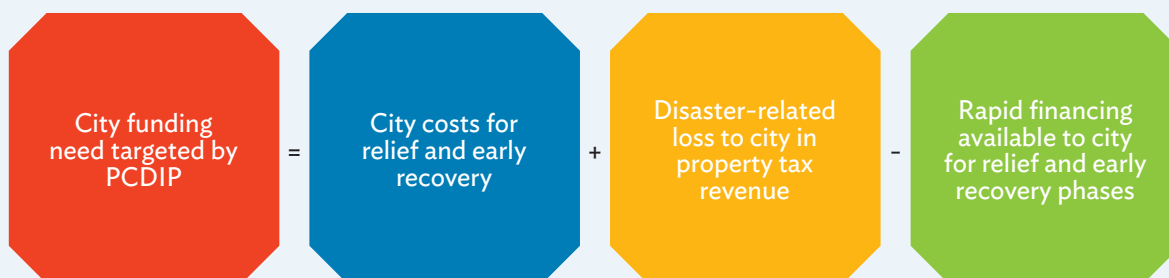 City funding
need targeted by
PCDIP
=
City costs for
relief and early
recovery
+
Disaster-related
loss to city in
property tax
revenue
-
Rapid financing
available to city
for relief and early
recovery phases